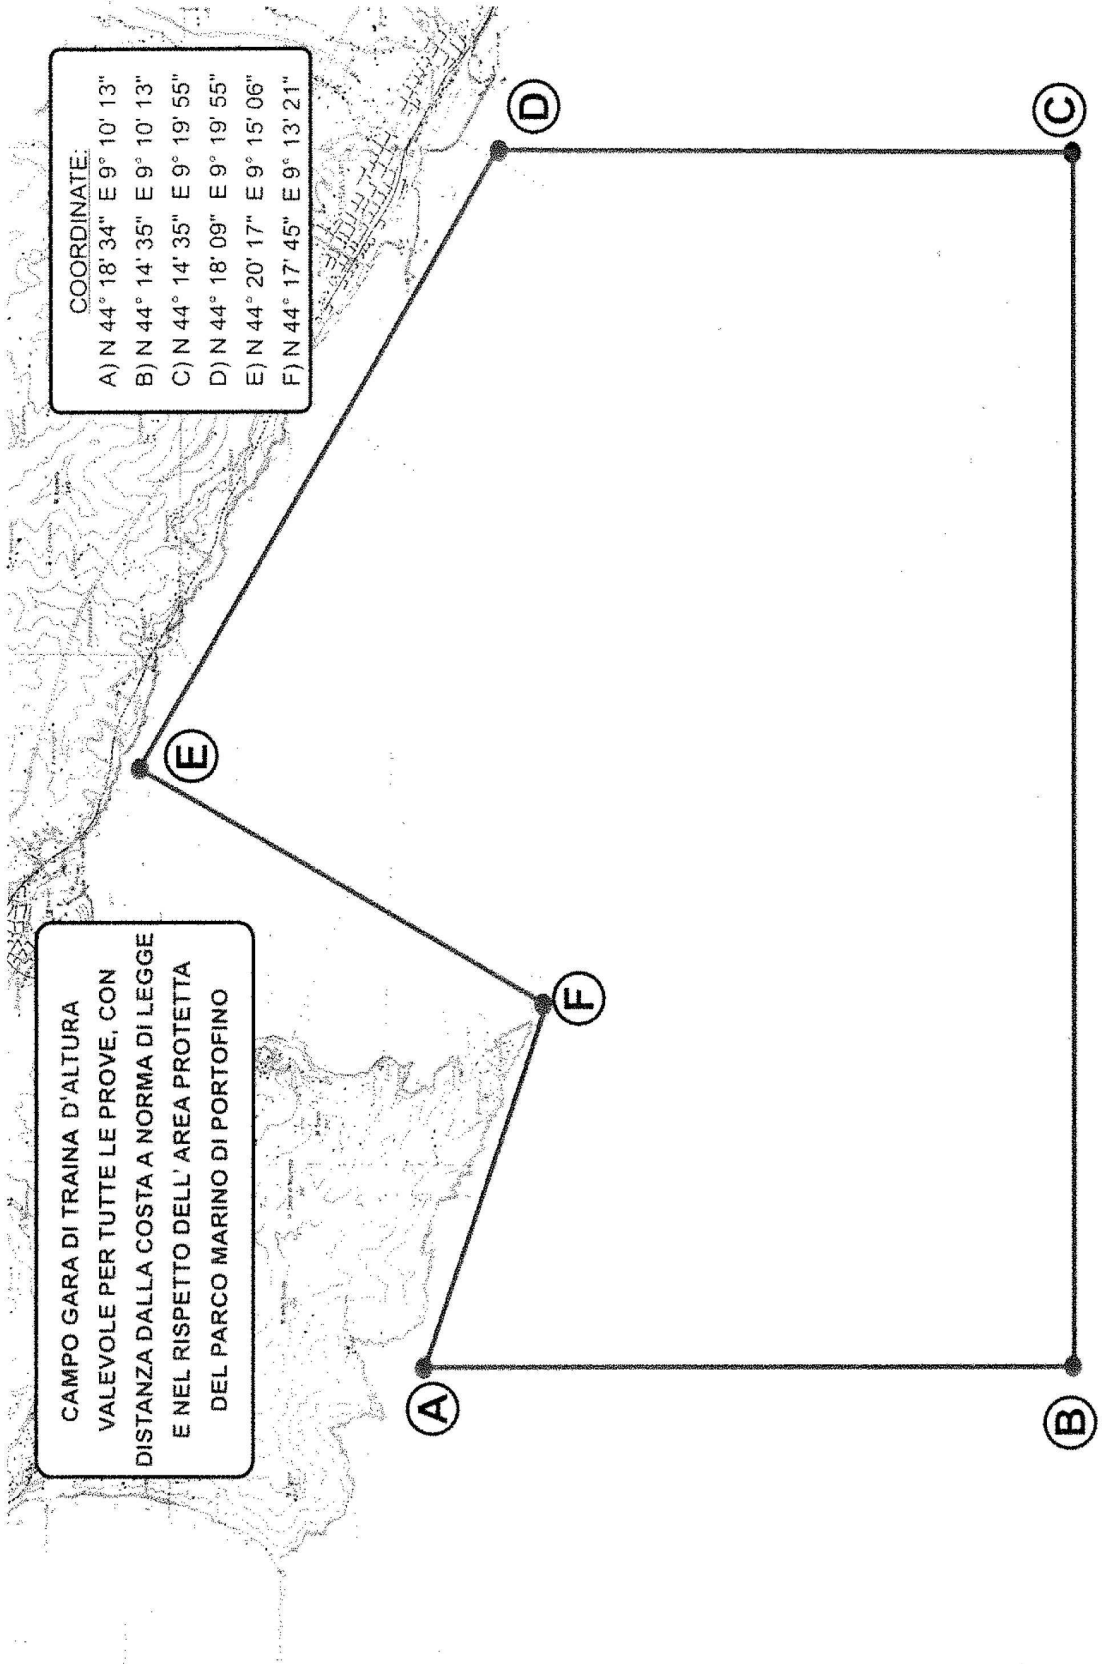 CAMPO GARA DI TRAINA D'ALTURA
VALEVOLE PER TUTTE LE PROVE, CON
DISTANZA DALLA COSTA A NORMA DI LEGGE
E NEL RISPETTO DELL'AREA PROTETTA
DEL PARCO MARINO DI PORTOFINO
COORDINATE:
A) N 44° 18' 34" E 9° 10' 13"
B) N 44° 14' 35" E 9° 10' 13"
C) N 44° 14' 35" E 9° 19' 55"
D) N 44° 18' 09" E 9° 19' 55"
E) N 44° 20' 17" E 9° 15' 06"
F) N 44° 17' 45" E 9° 13' 21"
E
D
A
F
B
C